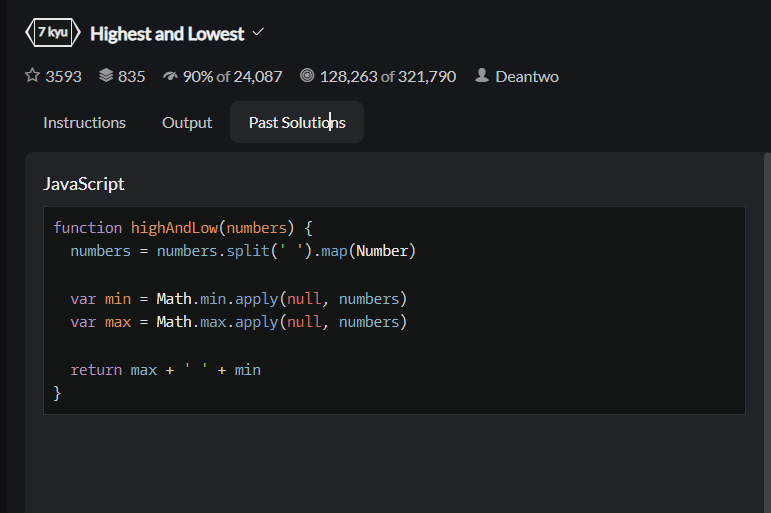 7 kyu Highest and Lowest
3593 835 90% of 24,087 128,263 of 321,790 Deantwo
Instructions Output Past Solutions
JavaScript
function highAndLow(numbers) {
  numbers = numbers.split(' ').map(Number)
  var min = Math.min.apply(null, numbers)
  var max = Math.max.apply(null, numbers)
  return max + ' ' + min
}